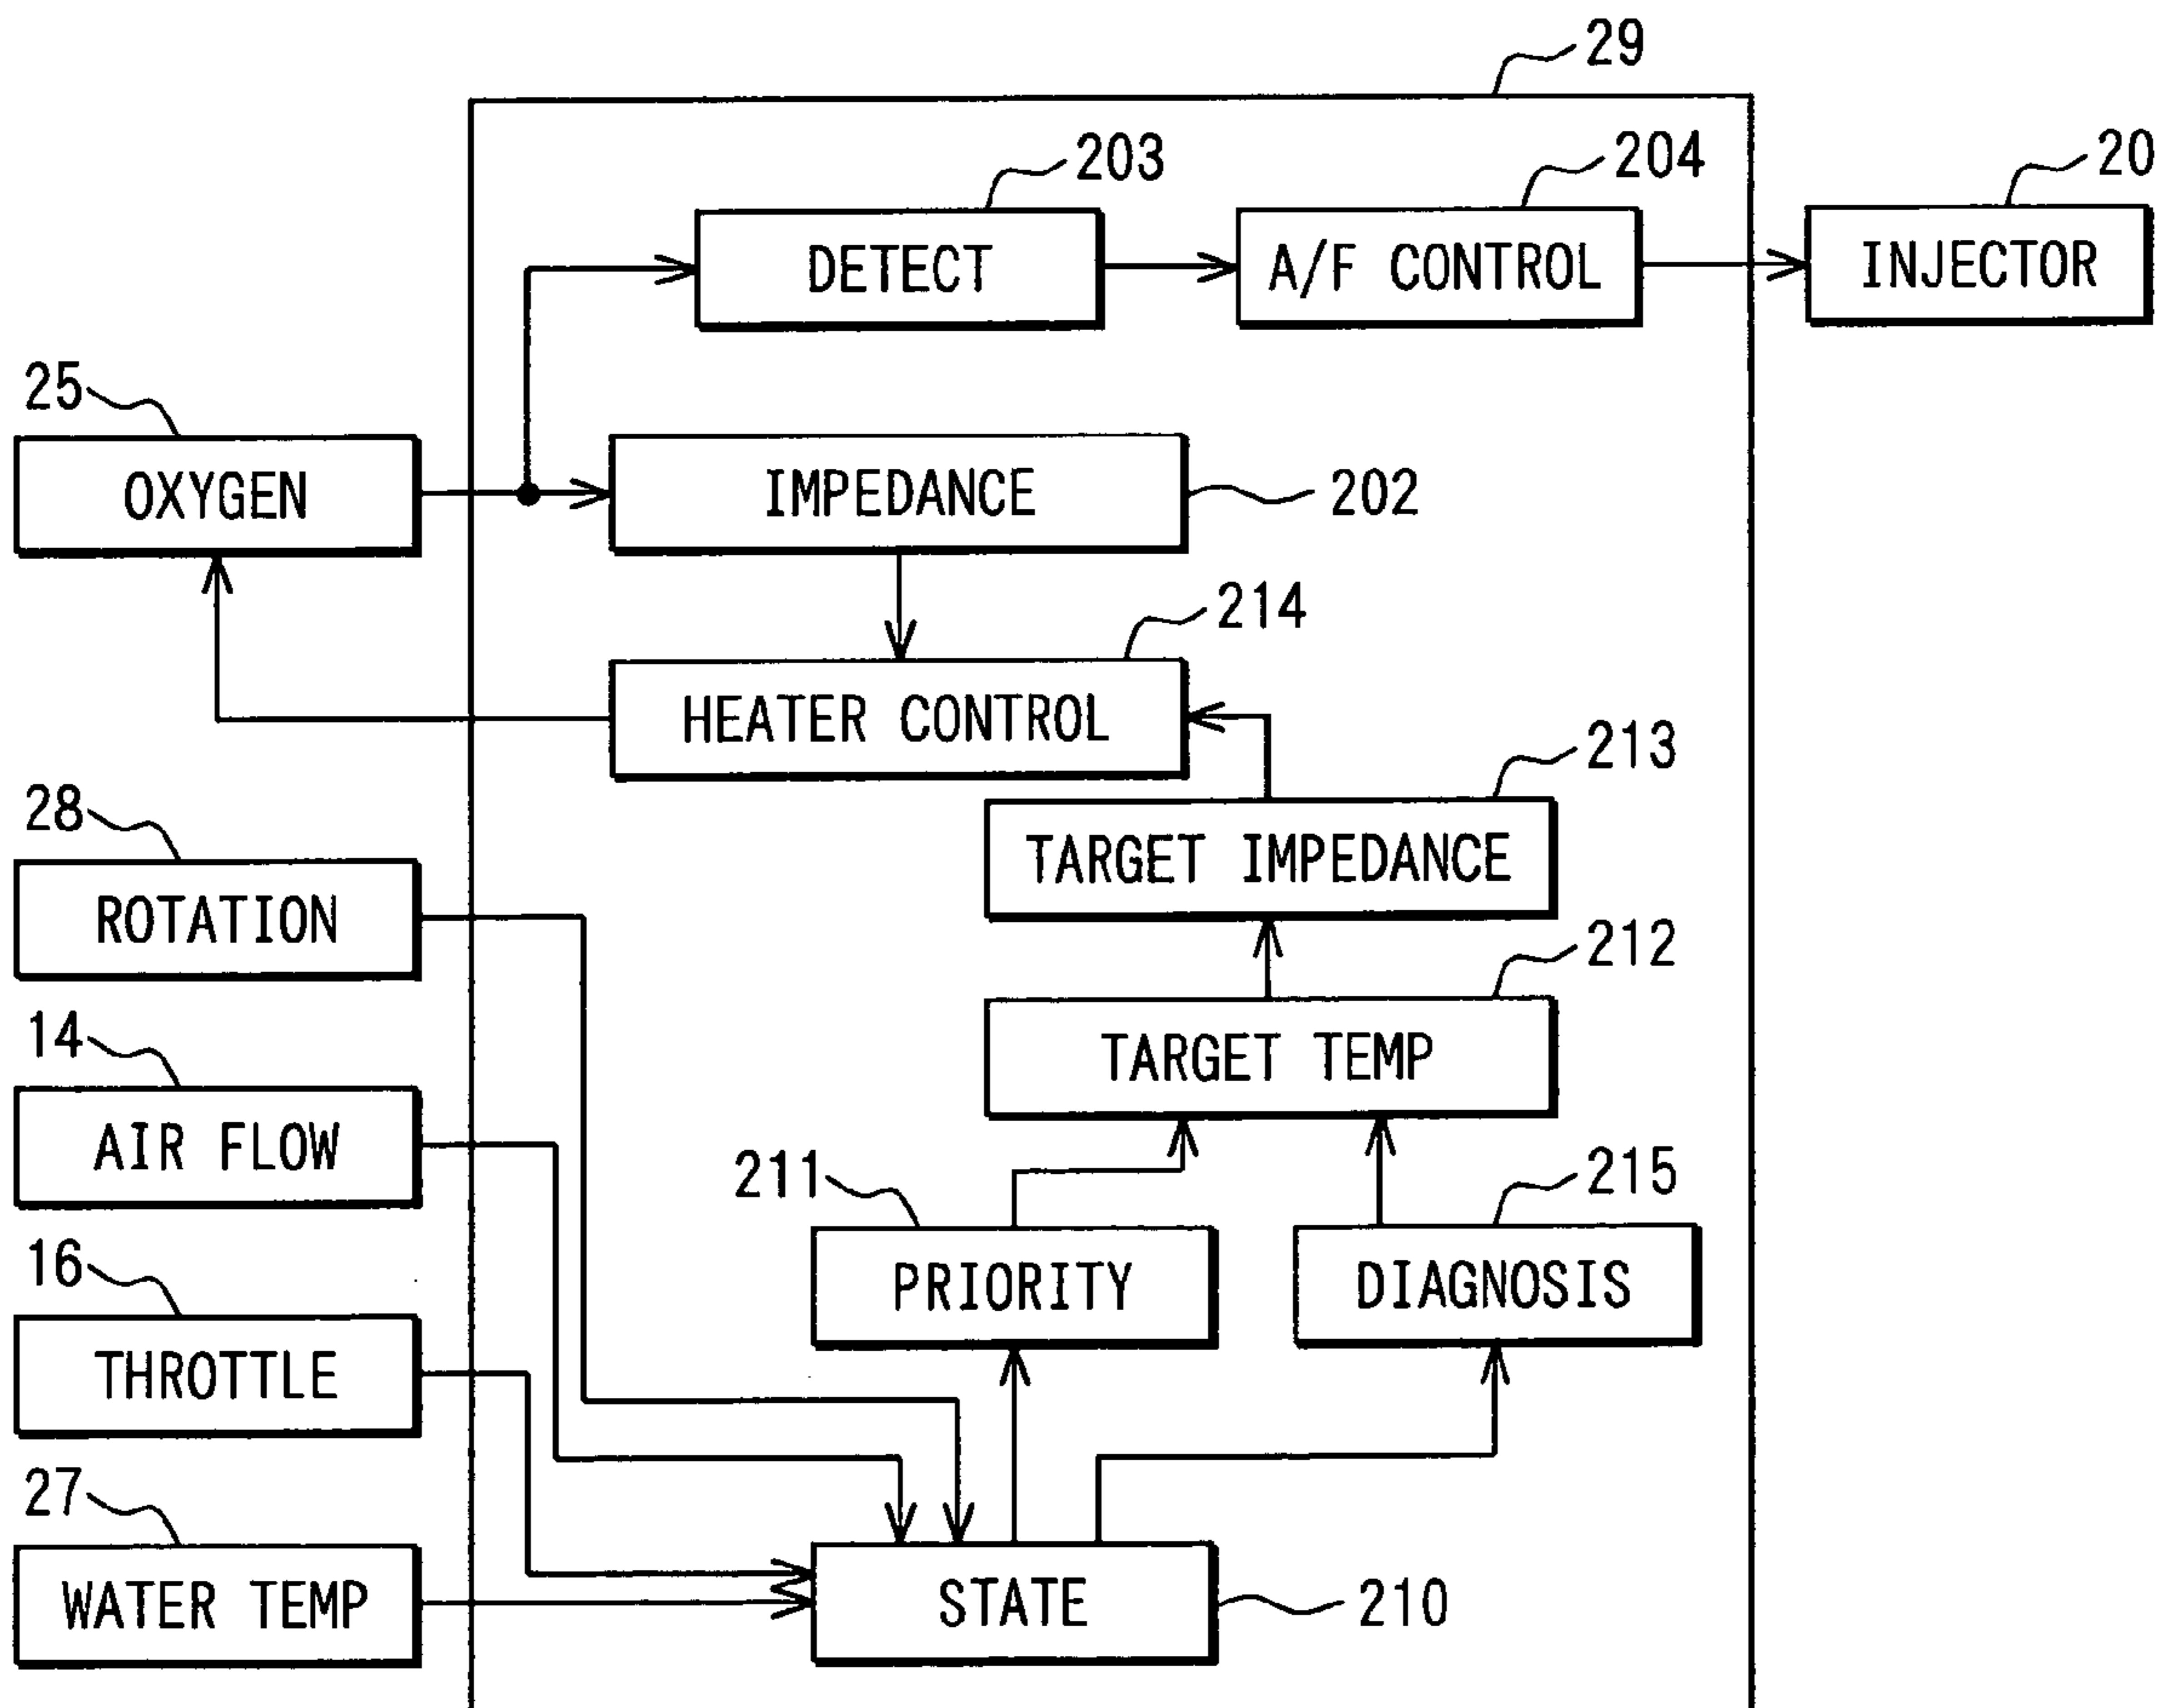 29
203
204
20
DETECT
A/F CONTROL
INJECTOR
25
OXYGEN
IMPEDANCE
202
214
HEATER CONTROL
213
28
TARGET IMPEDANCE
ROTATION
212
14
TARGET TEMP
AIR FLOW
211
215
16
PRIORITY
DIAGNOSIS
THROTTLE
27
WATER TEMP
STATE
210